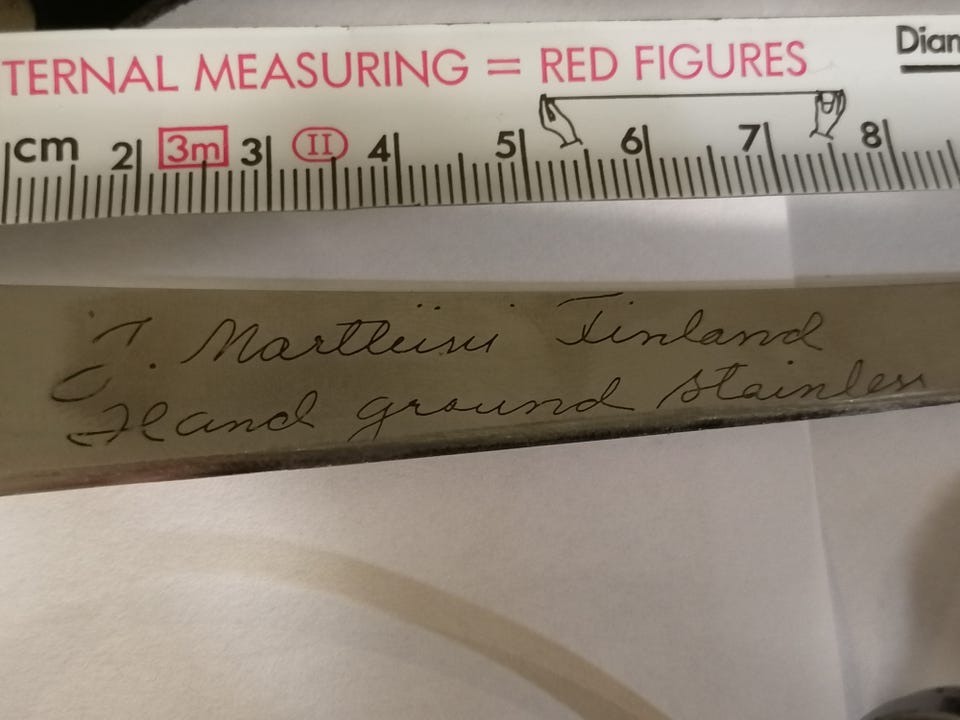 TERNAL MEASURING = RED FIGURES
Diam
cm 2 3m 3 II 4 5 6 7 8
J. Marttiini Finland
Hand ground stainless